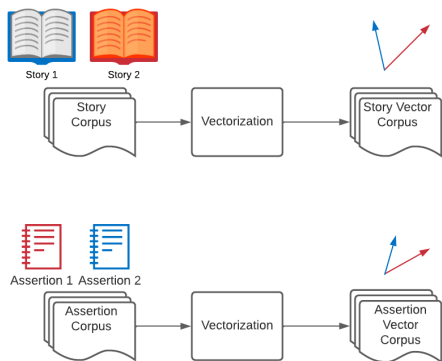 Story 1 Story 2
Story
Corpus
Vectorization
Story Vector
Corpus
Assertion 1 Assertion 2
Assertion
Corpus
Vectorization
Assertion
Vector
Corpus